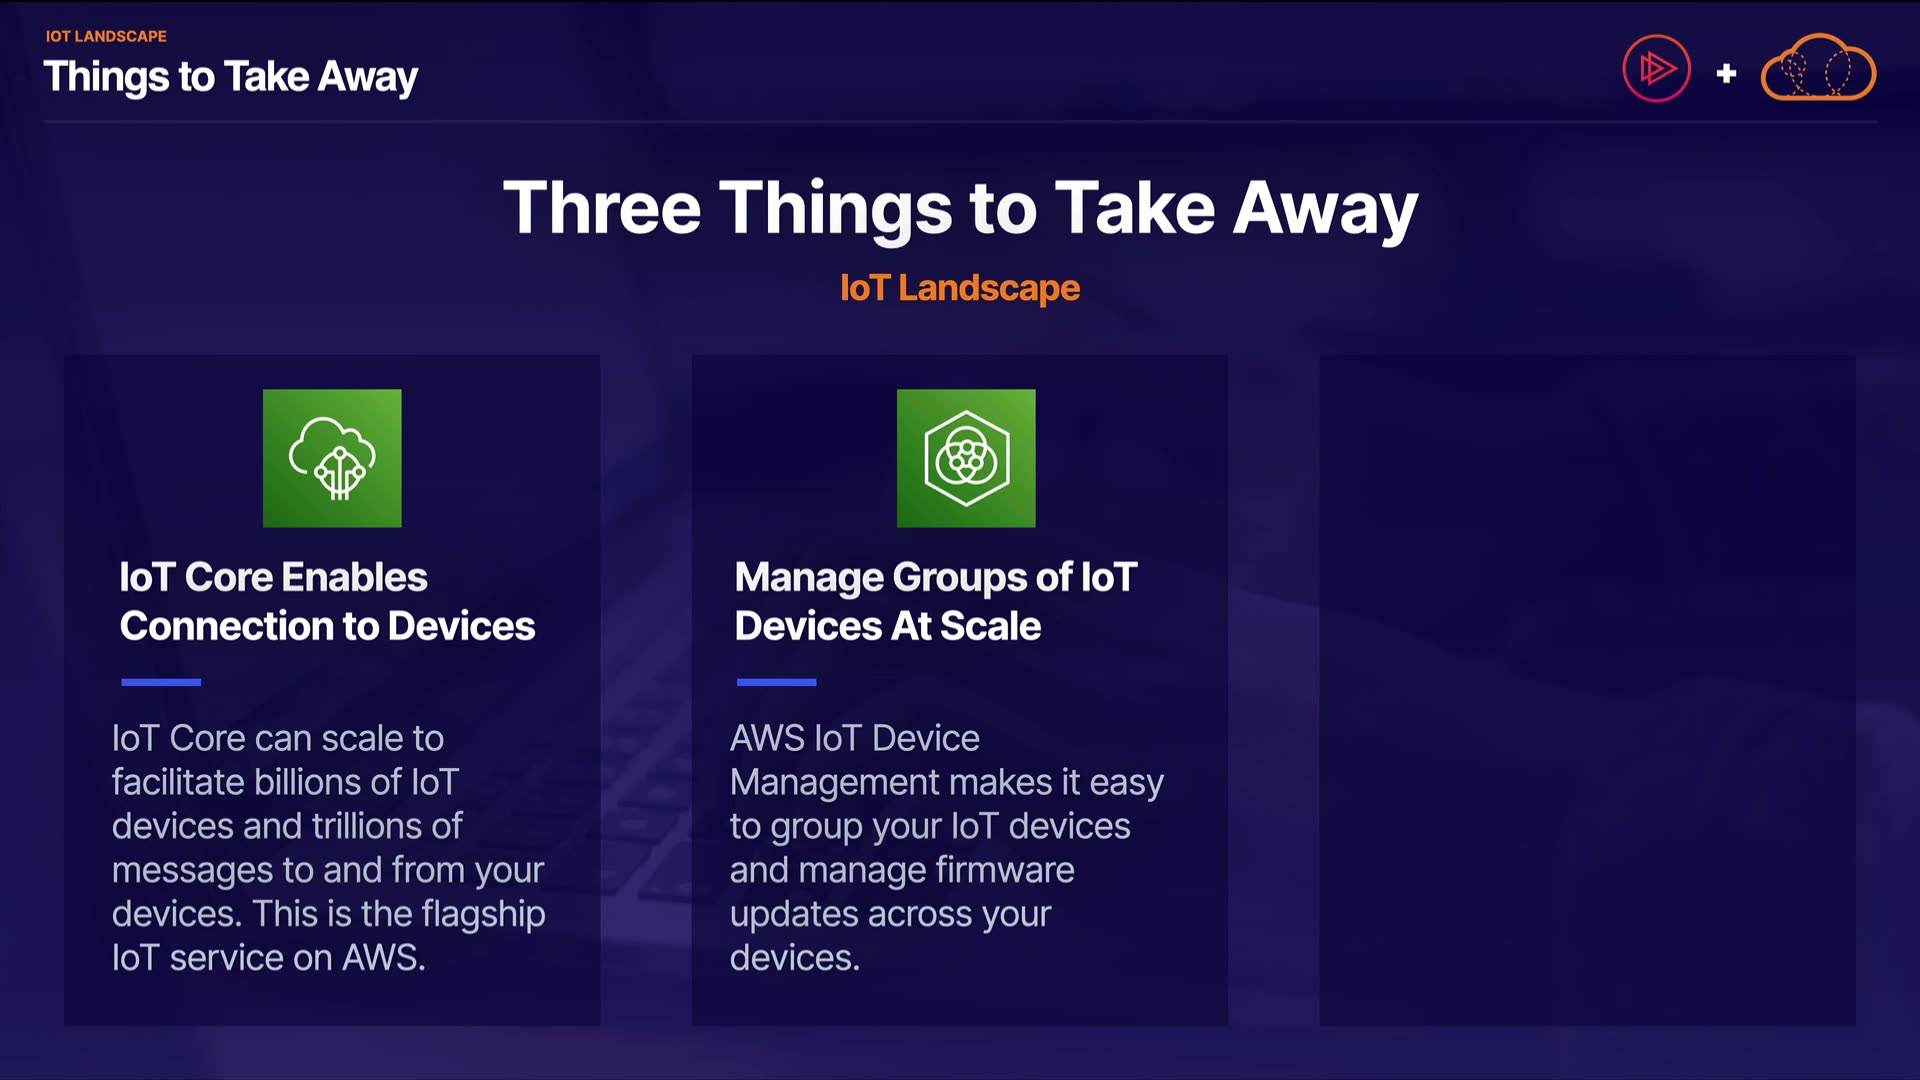 IOT LANDSCAPE
Things to Take Away
Three Things to Take Away
IoT Landscape
IoT Core Enables
Connection to Devices
IoT Core can scale to
facilitate billions of IoT
devices and trillions of
messages to and from your
devices. This is the flagship
IoT service on AWS.
Manage Groups of IoT
Devices At Scale
AWS IoT Device
Management makes it easy
to group your IoT devices
and manage firmware
updates across your
devices.